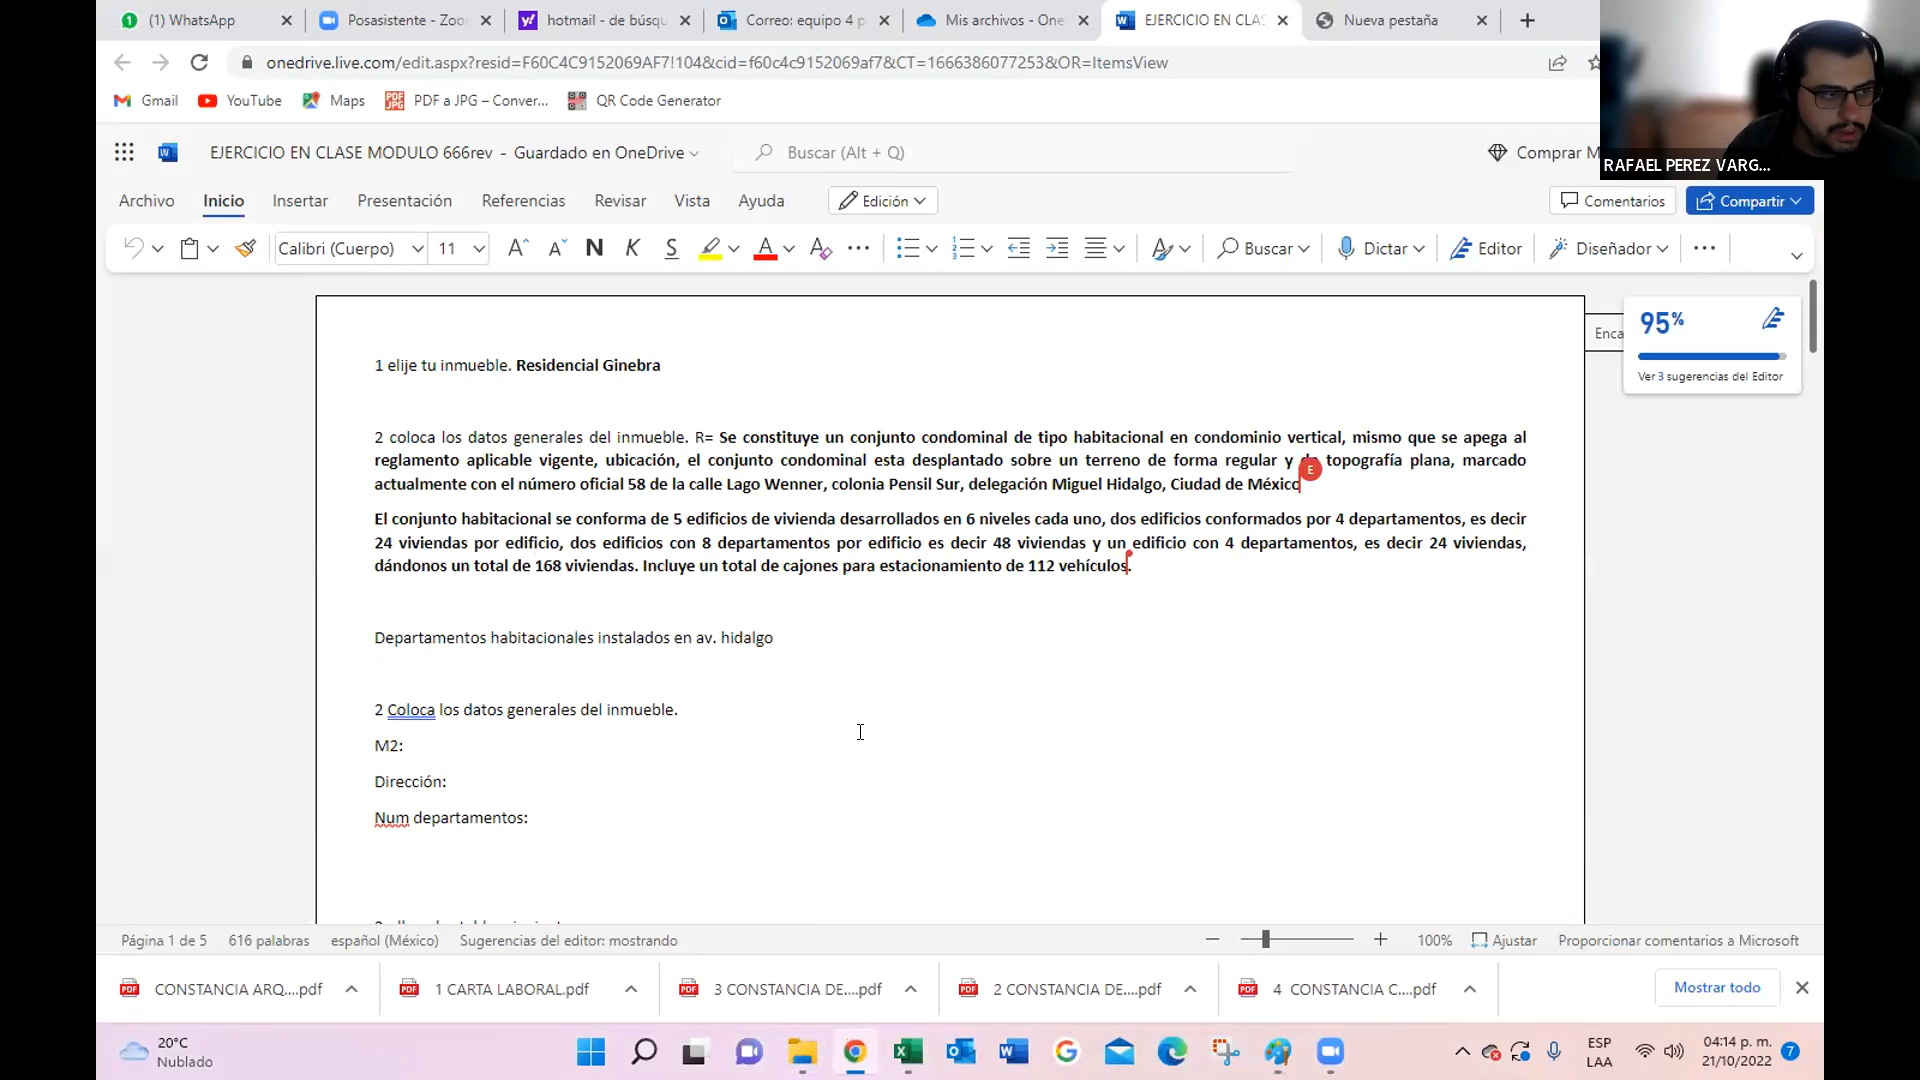 (1) WhatsApp
Posasistente - Zoo
hotmail - de búsqu
Correo: equipo 4 p
Mis archivos - One
EJERCICIO EN CLAS
Nueva pestaña
onedrive.live.com/edit.aspx?resid=F60C4C9152069AF7!104&cid=f60c4c9152069af7&CT=1666386077253&OR=ItemsView
Gmail
YouTube
Maps
PDF a JPG – Conver...
QR Code Generator
RAFAEL PEREZ VARG...
EJERCICIO EN CLASE MODULO 666rev - Guardado en OneDrive
Buscar (Alt + Q)
Comprar M
Archivo
Inicio
Insertar
Presentación
Referencias
Revisar
Vista
Ayuda
Edición
Comentarios
Compartir
Calibri (Cuerpo)
11
N K S
Buscar
Dictar
Editor
Diseñador
95%
Ver 3 sugerencias del Editor
Enca
1 elije tu inmueble. Residencial Ginebra
2 coloca los datos generales del inmueble. R= Se constituye un conjunto condominal de tipo habitacional en condominio vertical, mismo que se apega al
reglamento aplicable vigente, ubicación, el conjunto condominal esta desplantado sobre un terreno de forma regular y de topografía plana, marcado
actualmente con el número oficial 58 de la calle Lago Wenner, colonia Pensil Sur, delegación Miguel Hidalgo, Ciudad de México
E
El conjunto habitacional se conforma de 5 edificios de vivienda desarrollados en 6 niveles cada uno, dos edificios conformados por 4 departamentos, es decir
24 viviendas por edificio, dos edificios con 8 departamentos por edificio es decir 48 viviendas y un edificio con 4 departamentos, es decir 24 viviendas,
dándonos un total de 168 viviendas. Incluye un total de cajones para estacionamiento de 112 vehículos.
Departamentos habitacionales instalados en av. hidalgo
2 Coloca los datos generales del inmueble.
M2:
Dirección:
Num departamentos:
Página 1 de 5
616 palabras
español (México)
Sugerencias del editor: mostrando
100%
Ajustar
Proporcionar comentarios a Microsoft
CONSTANCIA ARQ....pdf
1 CARTA LABORAL.pdf
3 CONSTANCIA DE....pdf
2 CONSTANCIA DE....pdf
4 CONSTANCIA C....pdf
Mostrar todo
20°C
Nublado
ESP
LAA
04:14 p. m.
21/10/2022
7